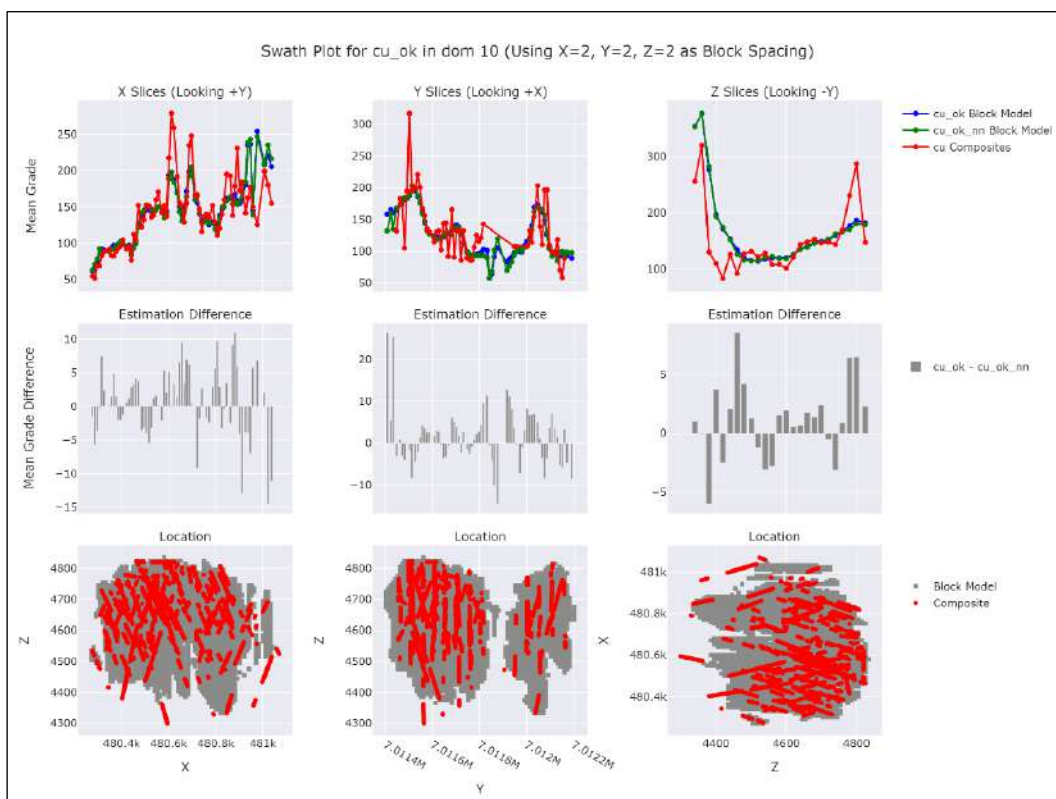 Swath Plot for cu_ok in dom 10 (Using X=2, Y=2, Z=2 as Block Spacing)
X Slices (Looking +Y)
Y Slices (Looking +X)
Z Slices (Looking -Y)
cu_ok Block Model
cu_ok_nn Block Model
cu Composites
Mean Grade
250
200
150
100
50
300
250
200
150
100
50
300
200
100
Estimation Difference
Estimation Difference
Estimation Difference
cu_ok - cu_ok_nn
Mean Grade Difference
10
5
0
−5
−10
−15
20
10
0
−10
5
0
−5
Location
Location
Location
Block Model
Composite
Z
4800
4700
4600
4500
4400
4300
Z
4800
4700
4600
4500
4400
4300
X
481k
480.8k
480.6k
480.4k
480.4k 480.6k 480.8k 481k
7.0114M 7.0116M 7.0118M 7.012M 7.0122M
4400 4600 4800
X
Y
Z